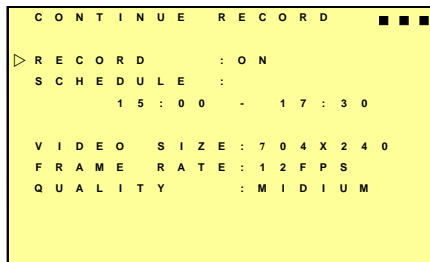 CONTINUE RECORD
RECORD : ON
SCHEDULE :
15:00 - 17:30
VIDEO SIZE:704X240
FRAME RATE:12FPS
QUALITY :MIDIUM